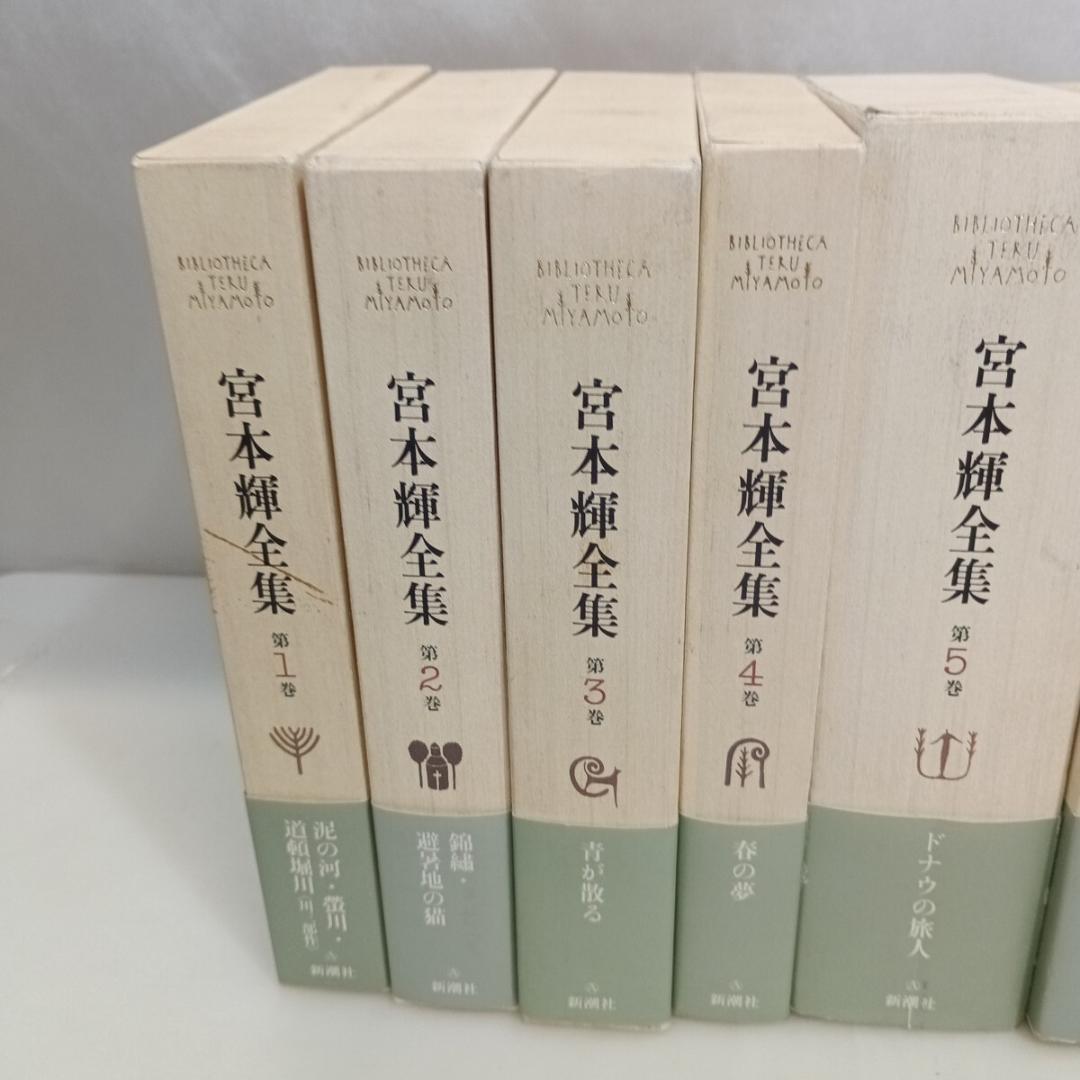 BIBLIOTHECA
TERU
MIYAMOTO
宮本輝全集
第1巻
泥の河・螢川・
道頓堀川(川三部作)
新潮社
BIBLIOTHECA
TERU
MIYAMOTO
宮本輝全集
第2巻
錦繡・
避暑地の猫
新潮社
BIBLIOTHECA
TERU
MIYAMOTO
宮本輝全集
第3巻
青が散る
新潮社
BIBLIOTHECA
TERU
MIYAMOTO
宮本輝全集
第4巻
春の夢
新潮社
BIBLIOTHECA
TERU
MIYAMOTO
宮本輝全集
第5巻
ドナウの旅人
新潮社